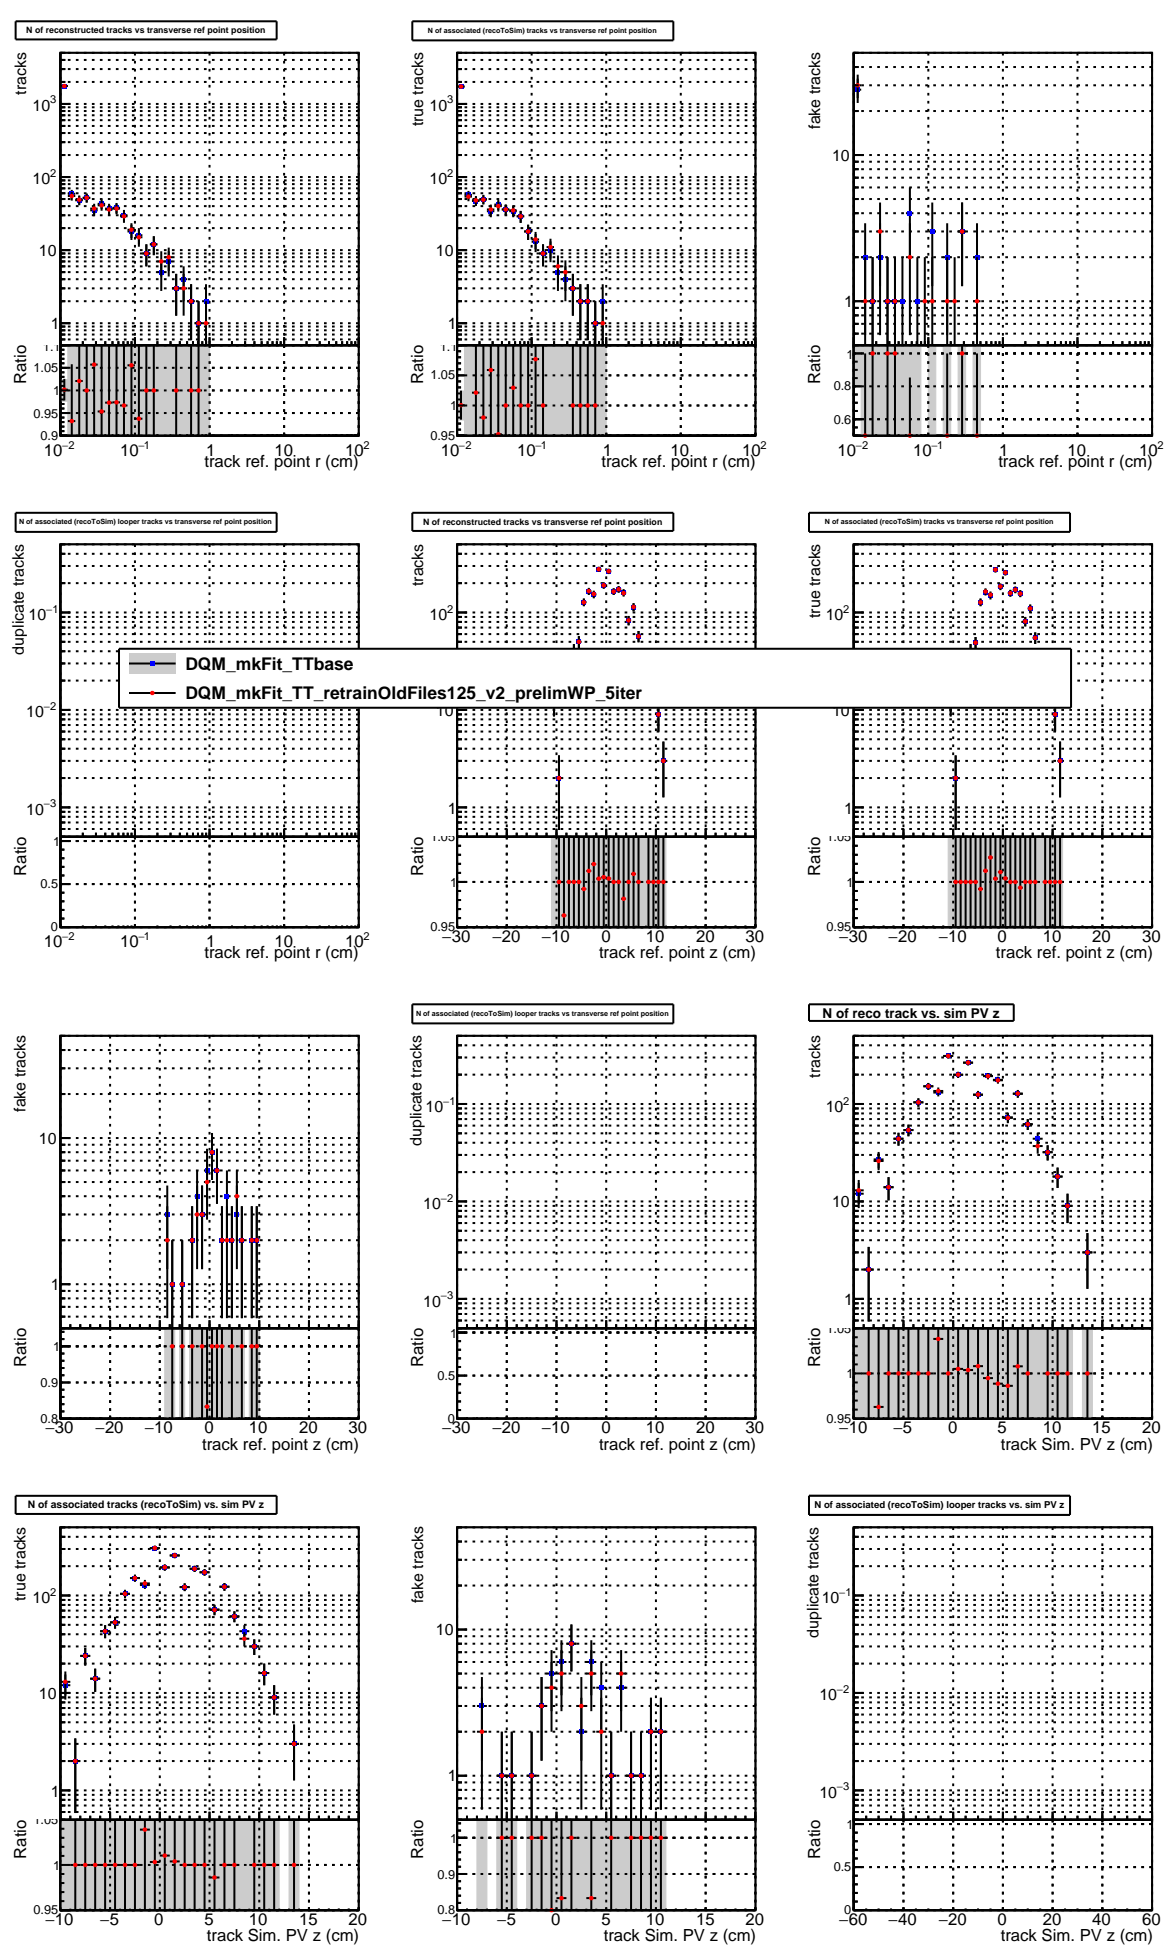 N of reconstructed tracks vs transverse ref point position
tracks
10³
10²
10
1
Ratio
1.1
1.05
1
0.95
0.9
10⁻² 10⁻¹ 1 10 10²
track ref. point r (cm)
N of associated (recoToSim) tracks vs transverse ref point position
true tracks
10³
10²
10
1
Ratio
1.1
1.05
1
0.95
10⁻² 10⁻¹ 1 10 10²
track ref. point r (cm)
fake tracks
10
1
Ratio
1
0.8
0.6
10⁻² 10⁻¹ 1 10 10²
track ref. point r (cm)
N of associated (recoToSim) looper tracks vs transverse ref point position
duplicate tracks
10⁻¹
10⁻²
10⁻³
Ratio
1
0.5
0
10⁻² 10⁻¹ 1 10 10²
track ref. point r (cm)
N of reconstructed tracks vs transverse ref point position
tracks
10²
10
1
Ratio
1.05
1
0.95
−30 −20 −10 0 10 20 30
track ref. point z (cm)
N of associated (recoToSim) tracks vs transverse ref point position
true tracks
10²
10
1
Ratio
1.05
1
0.95
−30 −20 −10 0 10 20 30
track ref. point z (cm)
DQM_mkFit_TTbase
DQM_mkFit_TT_retrainOldFiles125_v2_prelimWP_5iter
fake tracks
10
1
Ratio
1
0.9
0.8
−30 −20 −10 0 10 20 30
track ref. point z (cm)
N of associated (recoToSim) looper tracks vs transverse ref point position
duplicate tracks
10⁻¹
10⁻²
10⁻³
Ratio
1
0.5
0
−30 −20 −10 0 10 20 30
track ref. point z (cm)
N of reco track vs. sim PV z
tracks
10²
10
1
Ratio
1.05
1
0.95
−10 −5 0 5 10 15 20
track Sim. PV z (cm)
N of associated tracks (recoToSim) vs. sim PV z
true tracks
10²
10
1
Ratio
1.05
1
0.95
−10 −5 0 5 10 15 20
track Sim. PV z (cm)
fake tracks
10
1
Ratio
1
0.9
0.8
−10 −5 0 5 10 15 20
track Sim. PV z (cm)
N of associated (recoToSim) looper tracks vs. sim PV z
duplicate tracks
10⁻¹
10⁻²
10⁻³
Ratio
1
0.5
0
−60 −40 −20 0 20 40 60
track Sim. PV z (cm)